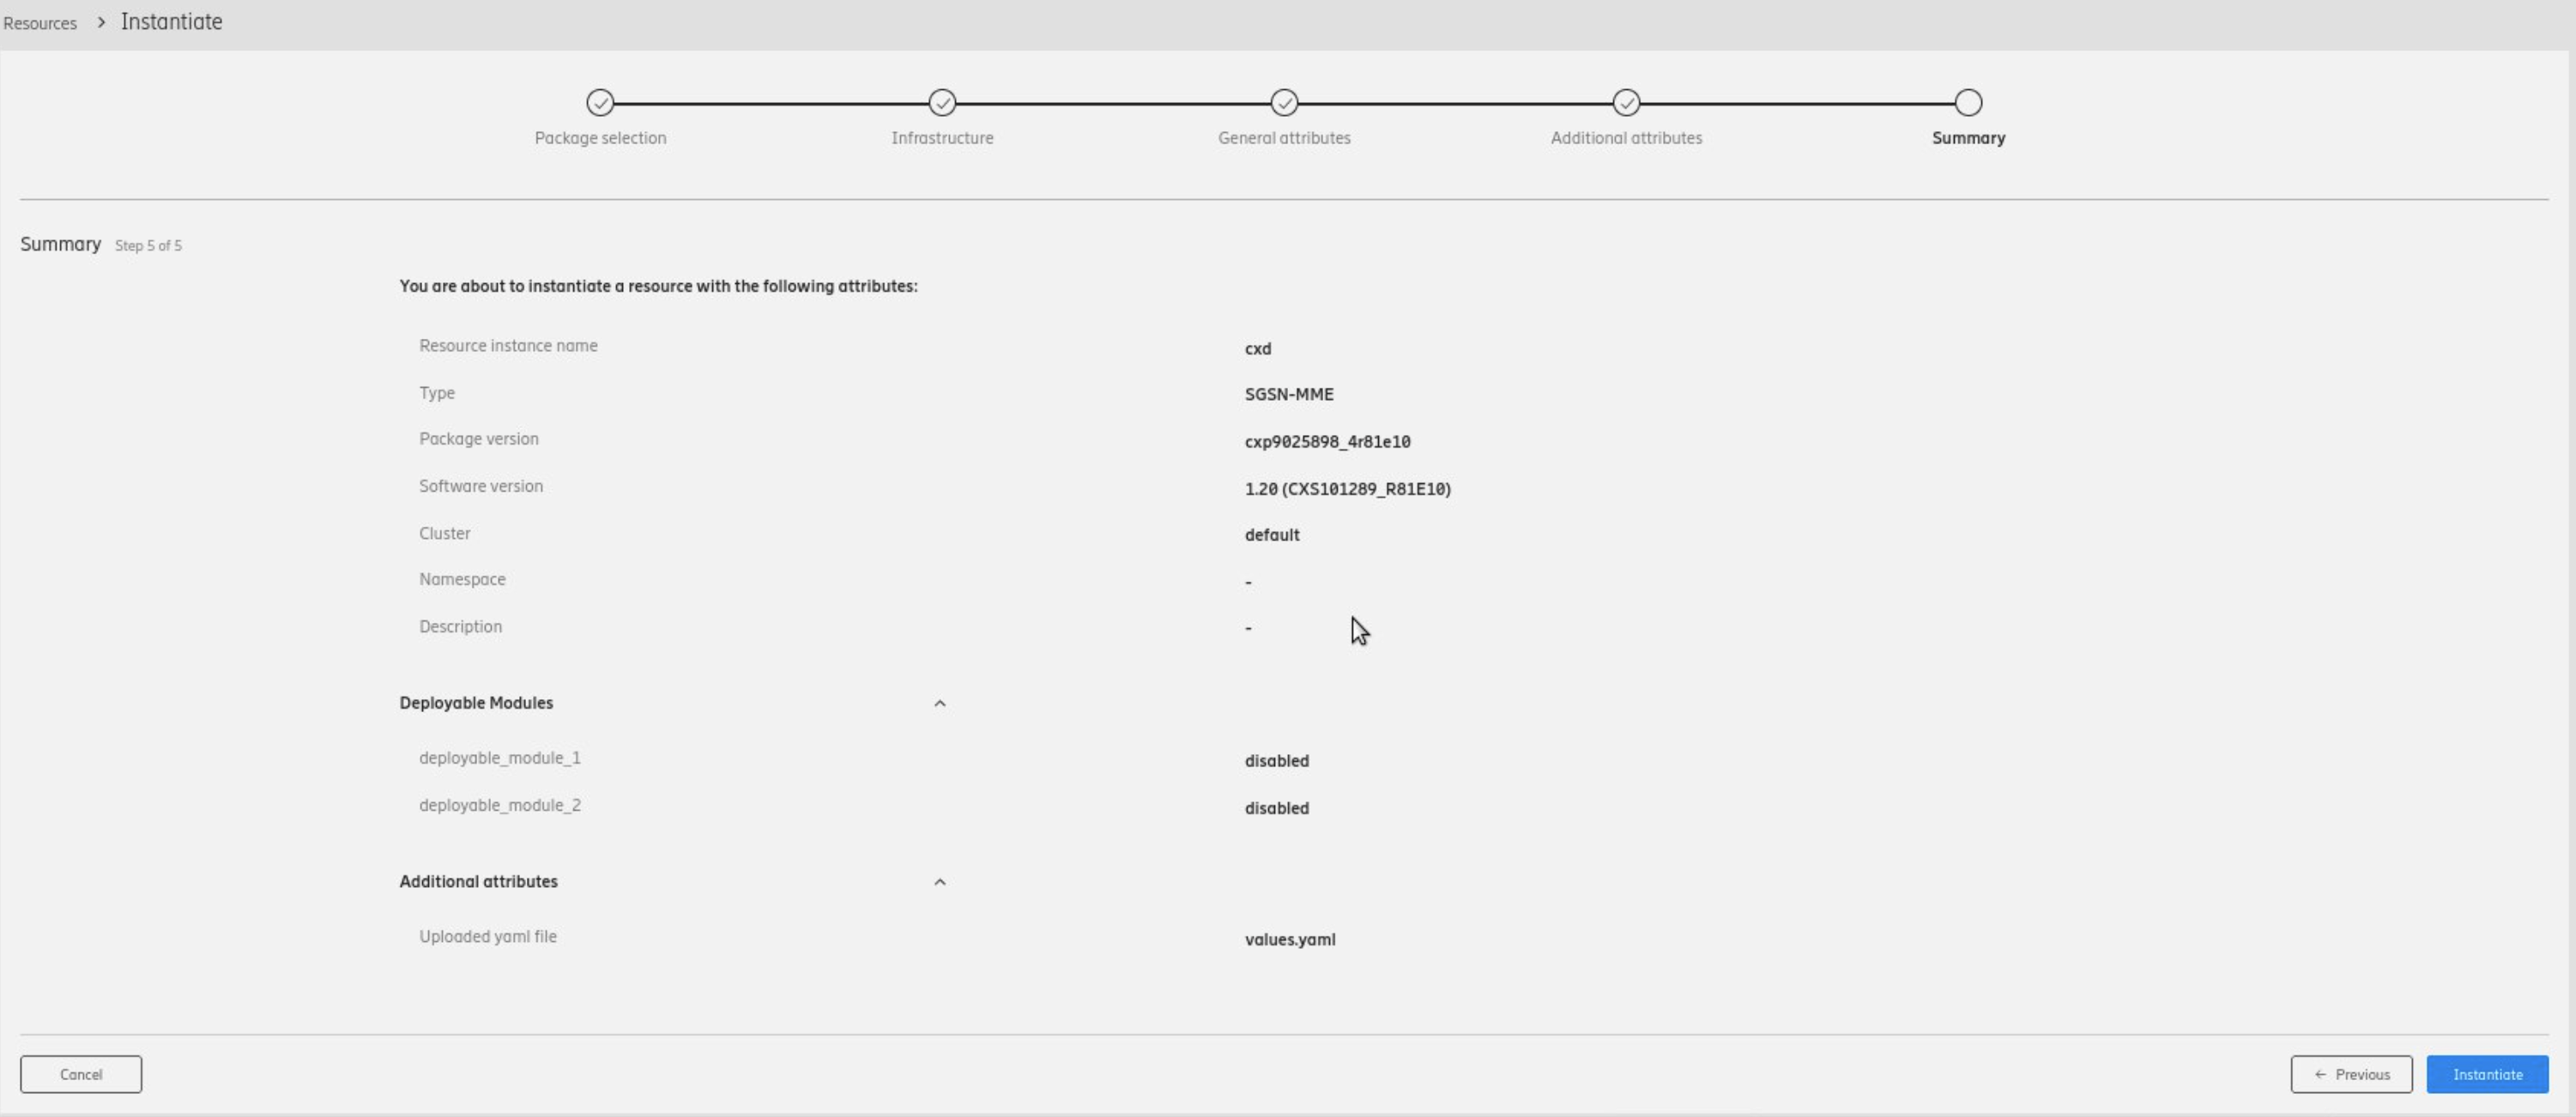 Resources > Instantiate
Package selection
Infrastructure
General attributes
Additional attributes
Summary
Summary Step 5 of 5
You are about to instantiate a resource with the following attributes:
Resource instance name cxd
Type SGSN-MME
Package version cxp9025898_4r81e10
Software version 1.20 (CXS101289_R81E10)
Cluster default
Namespace -
Description -
Deployable Modules
deployable_module_1 disabled
deployable_module_2 disabled
Additional attributes
Uploaded yaml file values.yaml
Cancel
← Previous
Instantiate